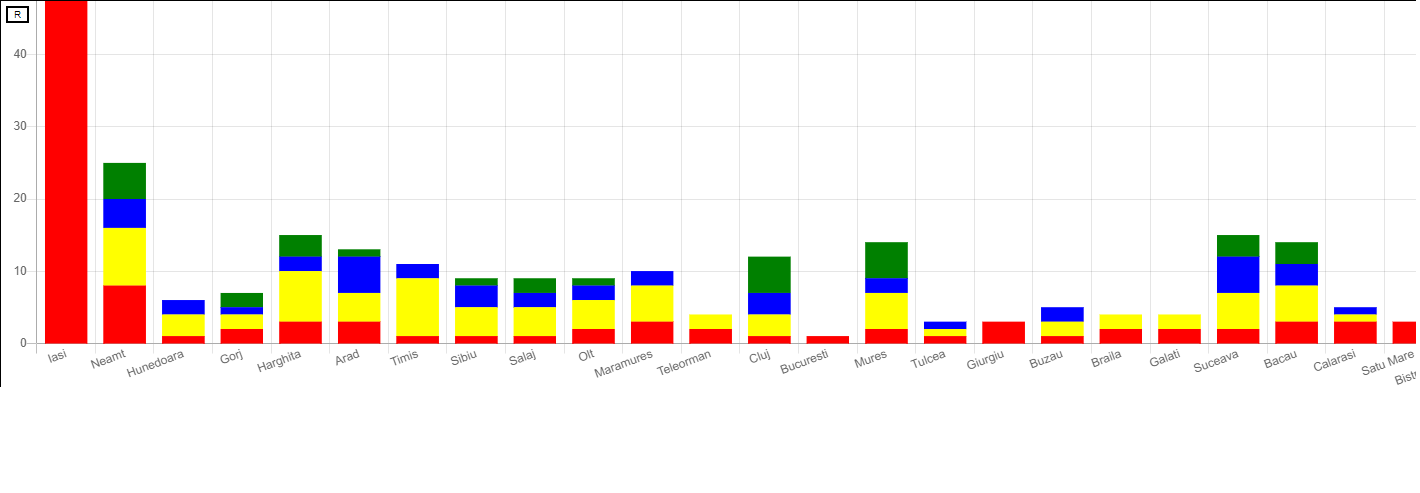 R
40
30
20
10
0
Iasi
Neamt
Hunedoara
Gorj
Harghita
Arad
Timis
Sibiu
Salaj
Olt
Maramures
Teleorman
Cluj
Bucuresti
Mures
Tulcea
Giurgiu
Buzau
Braila
Galati
Suceava
Bacau
Calarasi
Satu Mare